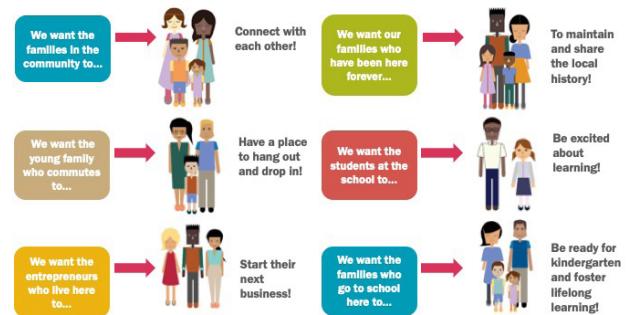 We want the
families in the
community to...
Connect with
each other!
We want our
families who
have been here
forever...
To maintain
and share
the local
history!
We want the
young family
who commutes
to...
Have a place
to hang out
and drop in!
We want the
students at the
school to...
Be excited
about
learning!
We want the
entrepreneurs
who live here
to...
Start their
next
business!
We want the
families who
go to school
here to...
Be ready for
kindergarten
and foster
lifelong
learning!